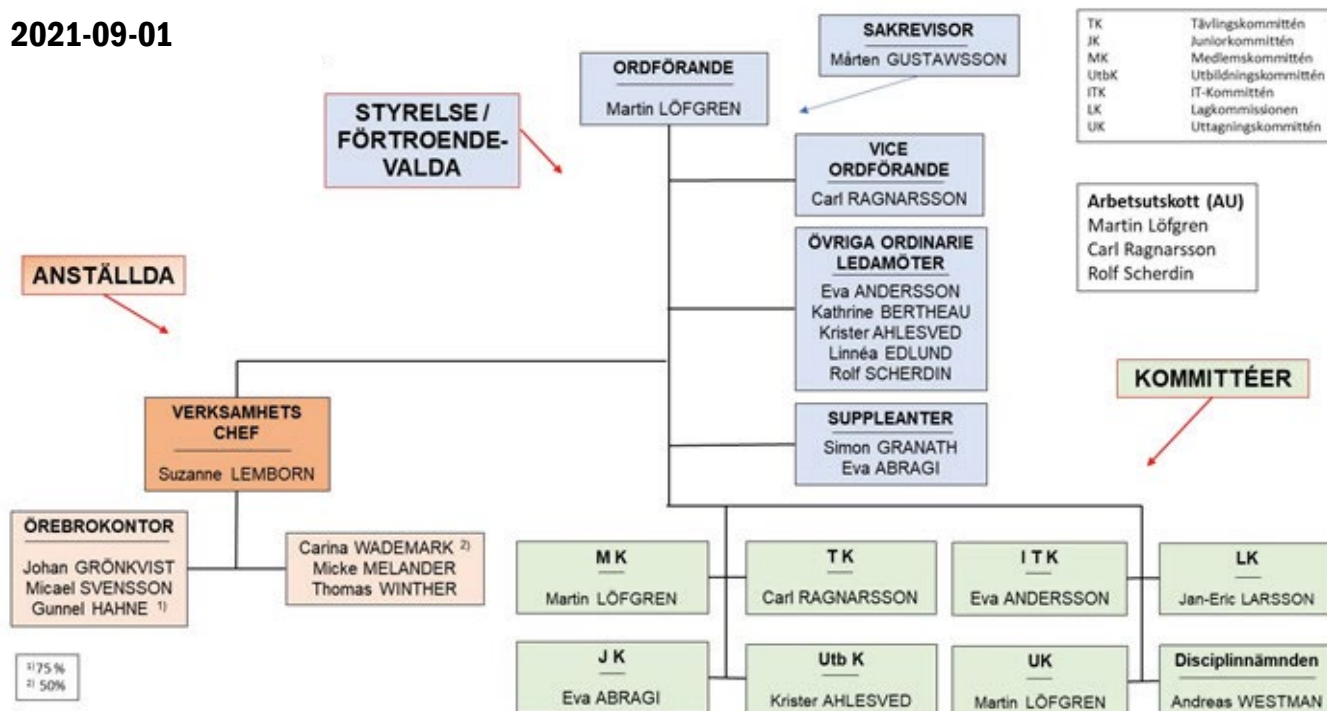 2021-09-01
SAKREVISOR
Mårten GUSTAWSSON
ORDFÖRANDE
Martin LÖFGREN
TK Tävlingskommittén
JK Juniorkommittén
MK Medlemskommittén
UtbK Utbildningskommittén
ITK IT-Kommittén
LK Lagkommissionen
UK Uttagningskommittén
STYRELSE /
FÖRTROENDE-
VALDA
VICE
ORDFÖRANDE
Carl RAGNARSSON
Arbetsutskott (AU)
Martin Löfgren
Carl Ragnarsson
Rolf Scherdin
ÖVRIGA ORDINARIE
LEDAMÖTER
Eva ANDERSSON
Kathrine BERTHEAU
Krister AHLESVED
Linnéa EDLUND
Rolf SCHERDIN
ANSTÄLLDA
KOMMITTÉER
SUPPLEANTER
Simon GRANATH
Eva ABRAGI
VERKSAMHETS
CHEF
Suzanne LEMBORN
ÖREBROKONTOR
Johan GRÖNKVIST
Micael SVENSSON
Gunnel HAHNE 1)
Carina WADEMARK 2)
Micke MELANDER
Thomas WINTHER
M K
Martin LÖFGREN
T K
Carl RAGNARSSON
I T K
Eva ANDERSSON
LK
Jan-Eric LARSSON
J K
Eva ABRAGI
Utb K
Krister AHLESVED
UK
Martin LÖFGREN
Disciplinnämnden
Andreas WESTMAN
1) 75 %
2) 50%